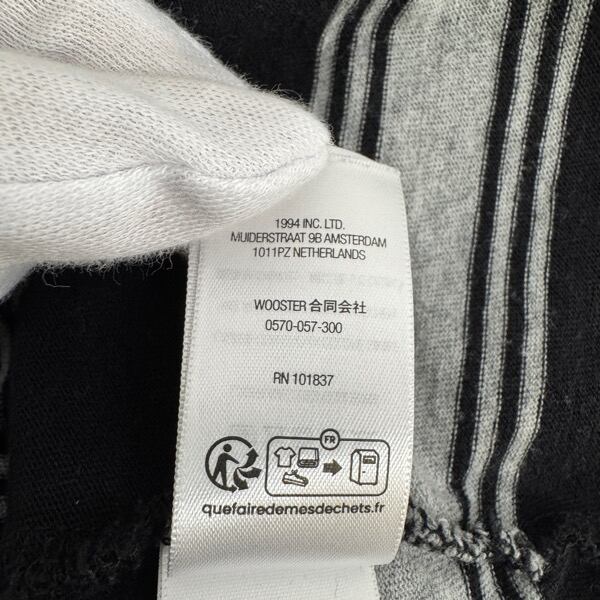 1994 INC. LTD.
MUIDERSTRAAT 9B AMSTERDAM
1011PZ NETHERLANDS
WOOSTER 合同会社
0570-057-300
RN 101837
FR
quefairedemesdechets.fr